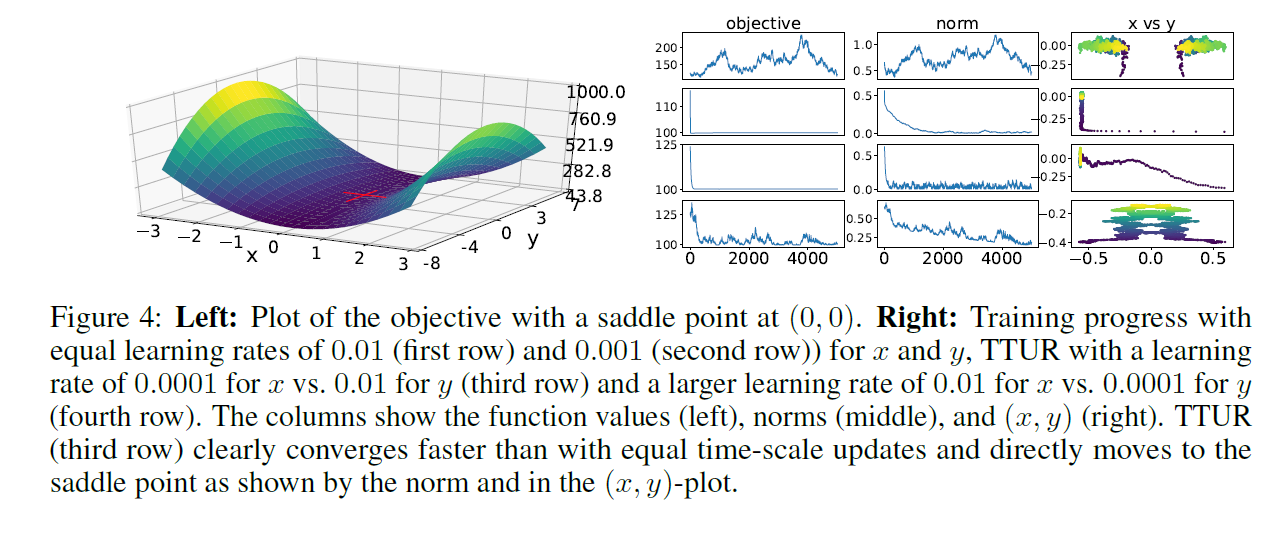 1000.0
760.9
521.9
282.8
43.8
−3
−2
−1
0
1
2
3
x
-8
-4
0
3
7
y
objective
norm
x vs y
200
150
1.0
0.5
0.00
−0.25
110
100
0.5
0.0
0.00
−0.25
125
100
0.5
0.0
0.00
−0.25
125
100
0.50
0.25
−0.2
−0.4
0 2000 4000
0 2000 4000
−0.5 0.0 0.5
Figure 4: Left: Plot of the objective with a saddle point at (0, 0). Right: Training progress with
equal learning rates of 0.01 (first row) and 0.001 (second row)) for x and y, TTUR with a learning
rate of 0.0001 for x vs. 0.01 for y (third row) and a larger learning rate of 0.01 for x vs. 0.0001 for y
(fourth row). The columns show the function values (left), norms (middle), and (x, y) (right). TTUR
(third row) clearly converges faster than with equal time-scale updates and directly moves to the
saddle point as shown by the norm and in the (x, y)-plot.